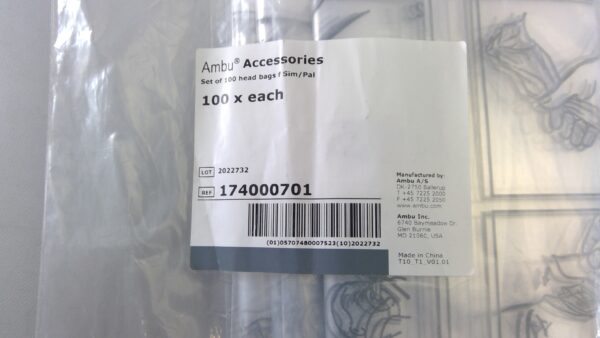 Ambu® Accessories
Set of 100 head bags f Sim/Pal
100 x each
LOT 2022732
REF 174000701
(01)05707480007523(10)2022732
Manufactured by:
Ambu A/S
DK-2750 Ballerup
T +45 7225 2000
F +45 7225 2050
www.ambu.com
Ambu Inc.
6740 Baymeadow Dr.
Glen Burnie
MD 21060, USA
Made in China
T10_T1_V01.01